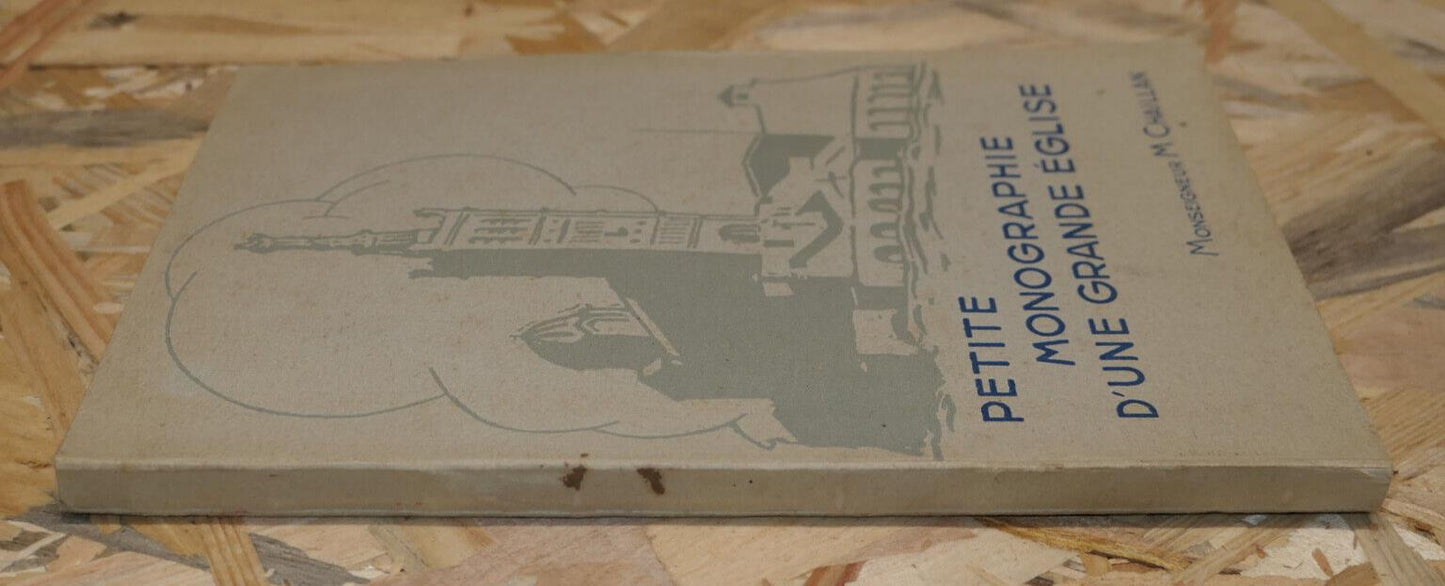 PETITE
MONOGRAPHIE
D'UNE GRANDE ÉGLISE
MONSEIGNEUR M CHAILLAN